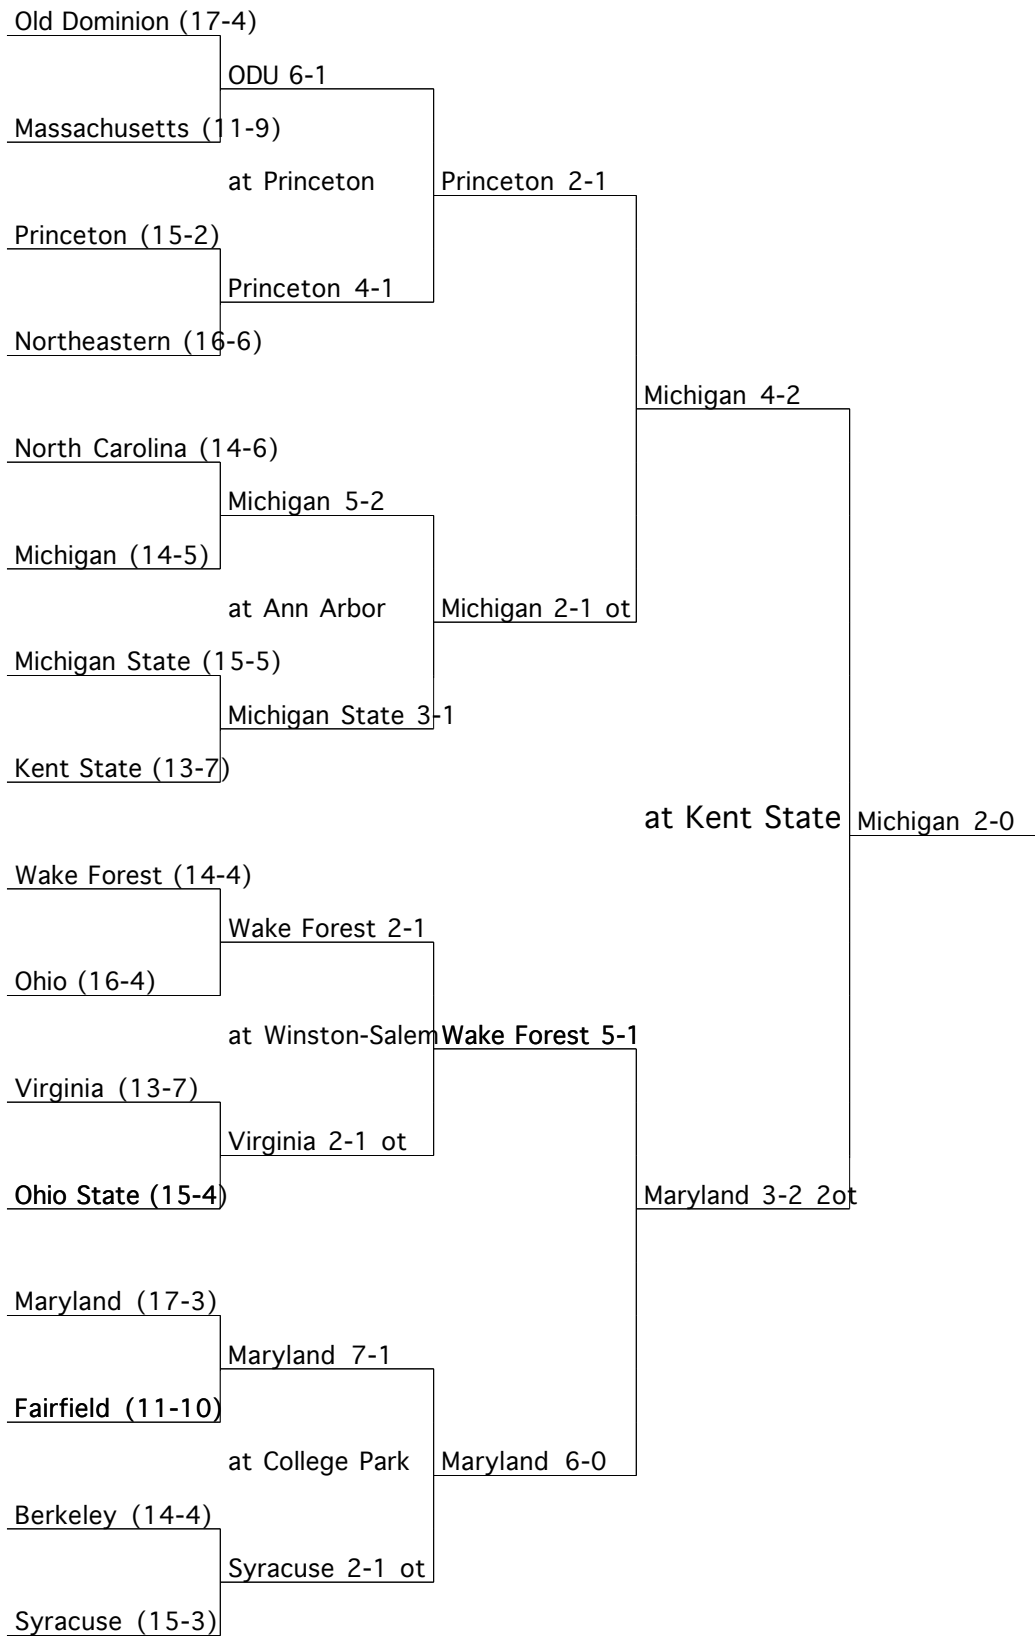 Old Dominion (17-4)
ODU 6-1
Massachusetts (11-9)
at Princeton
Princeton 2-1
Princeton (15-2)
Princeton 4-1
Northeastern (16-6)
Michigan 4-2
North Carolina (14-6)
Michigan 5-2
Michigan (14-5)
at Ann Arbor
Michigan 2-1 ot
Michigan State (15-5)
Michigan State 3-1
Kent State (13-7)
at Kent State
Michigan 2-0
Wake Forest (14-4)
Wake Forest 2-1
Ohio (16-4)
at Winston-Salem
Wake Forest 5-1
Virginia (13-7)
Virginia 2-1 ot
Ohio State (15-4)
Maryland 3-2 2ot
Maryland (17-3)
Maryland 7-1
Fairfield (11-10)
at College Park
Maryland 6-0
Berkeley (14-4)
Syracuse 2-1 ot
Syracuse (15-3)